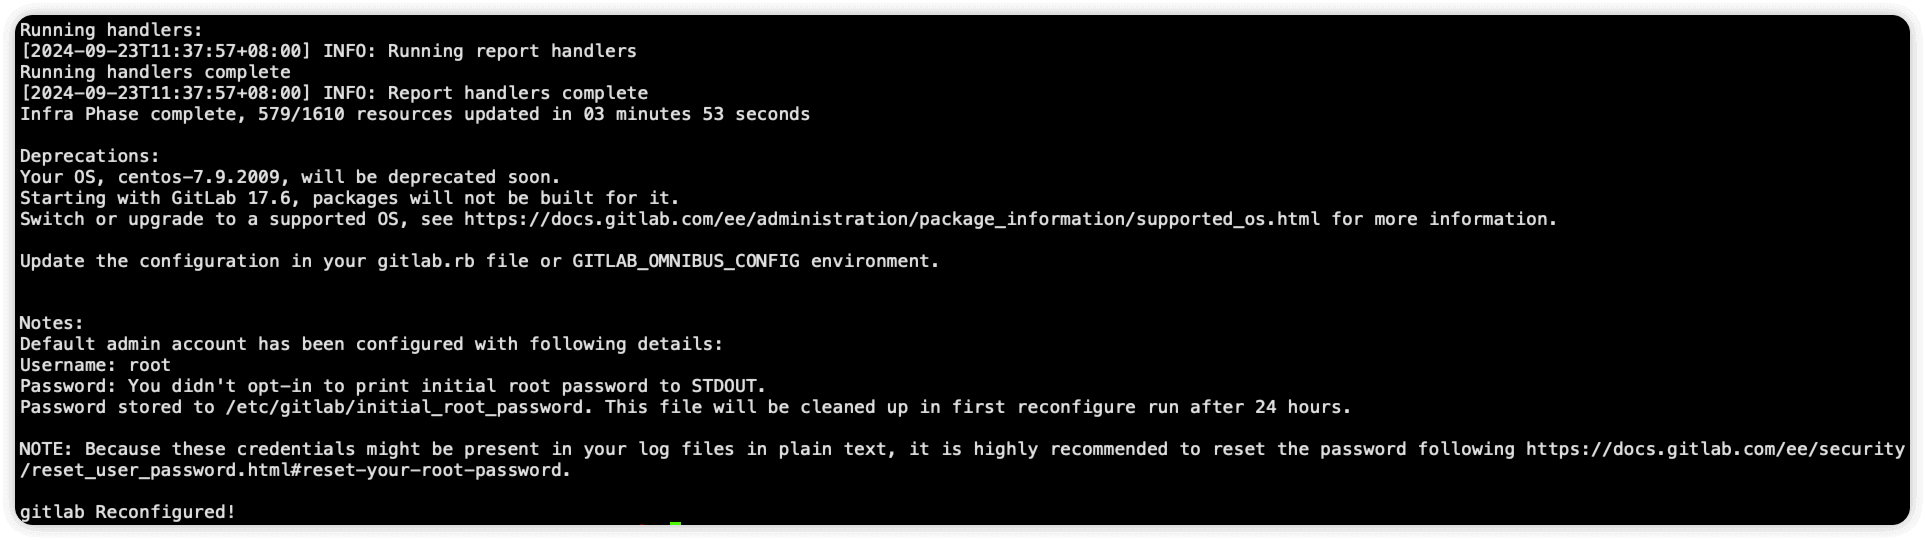 Running handlers:
[2024-09-23T11:37:57+08:00] INFO: Running report handlers
Running handlers complete
[2024-09-23T11:37:57+08:00] INFO: Report handlers complete
Infra Phase complete, 579/1610 resources updated in 03 minutes 53 seconds
Deprecations:
Your OS, centos-7.9.2009, will be deprecated soon.
Starting with GitLab 17.6, packages will not be built for it.
Switch or upgrade to a supported OS, see https://docs.gitlab.com/ee/administration/package_information/supported_os.html for more information.
Update the configuration in your gitlab.rb file or GITLAB_OMNIBUS_CONFIG environment.
Notes:
Default admin account has been configured with following details:
Username: root
Password: You didn't opt-in to print initial root password to STDOUT.
Password stored to /etc/gitlab/initial_root_password. This file will be cleaned up in first reconfigure run after 24 hours.
NOTE: Because these credentials might be present in your log files in plain text, it is highly recommended to reset the password following https://docs.gitlab.com/ee/security
/reset_user_password.html#reset-your-root-password.
gitlab Reconfigured!